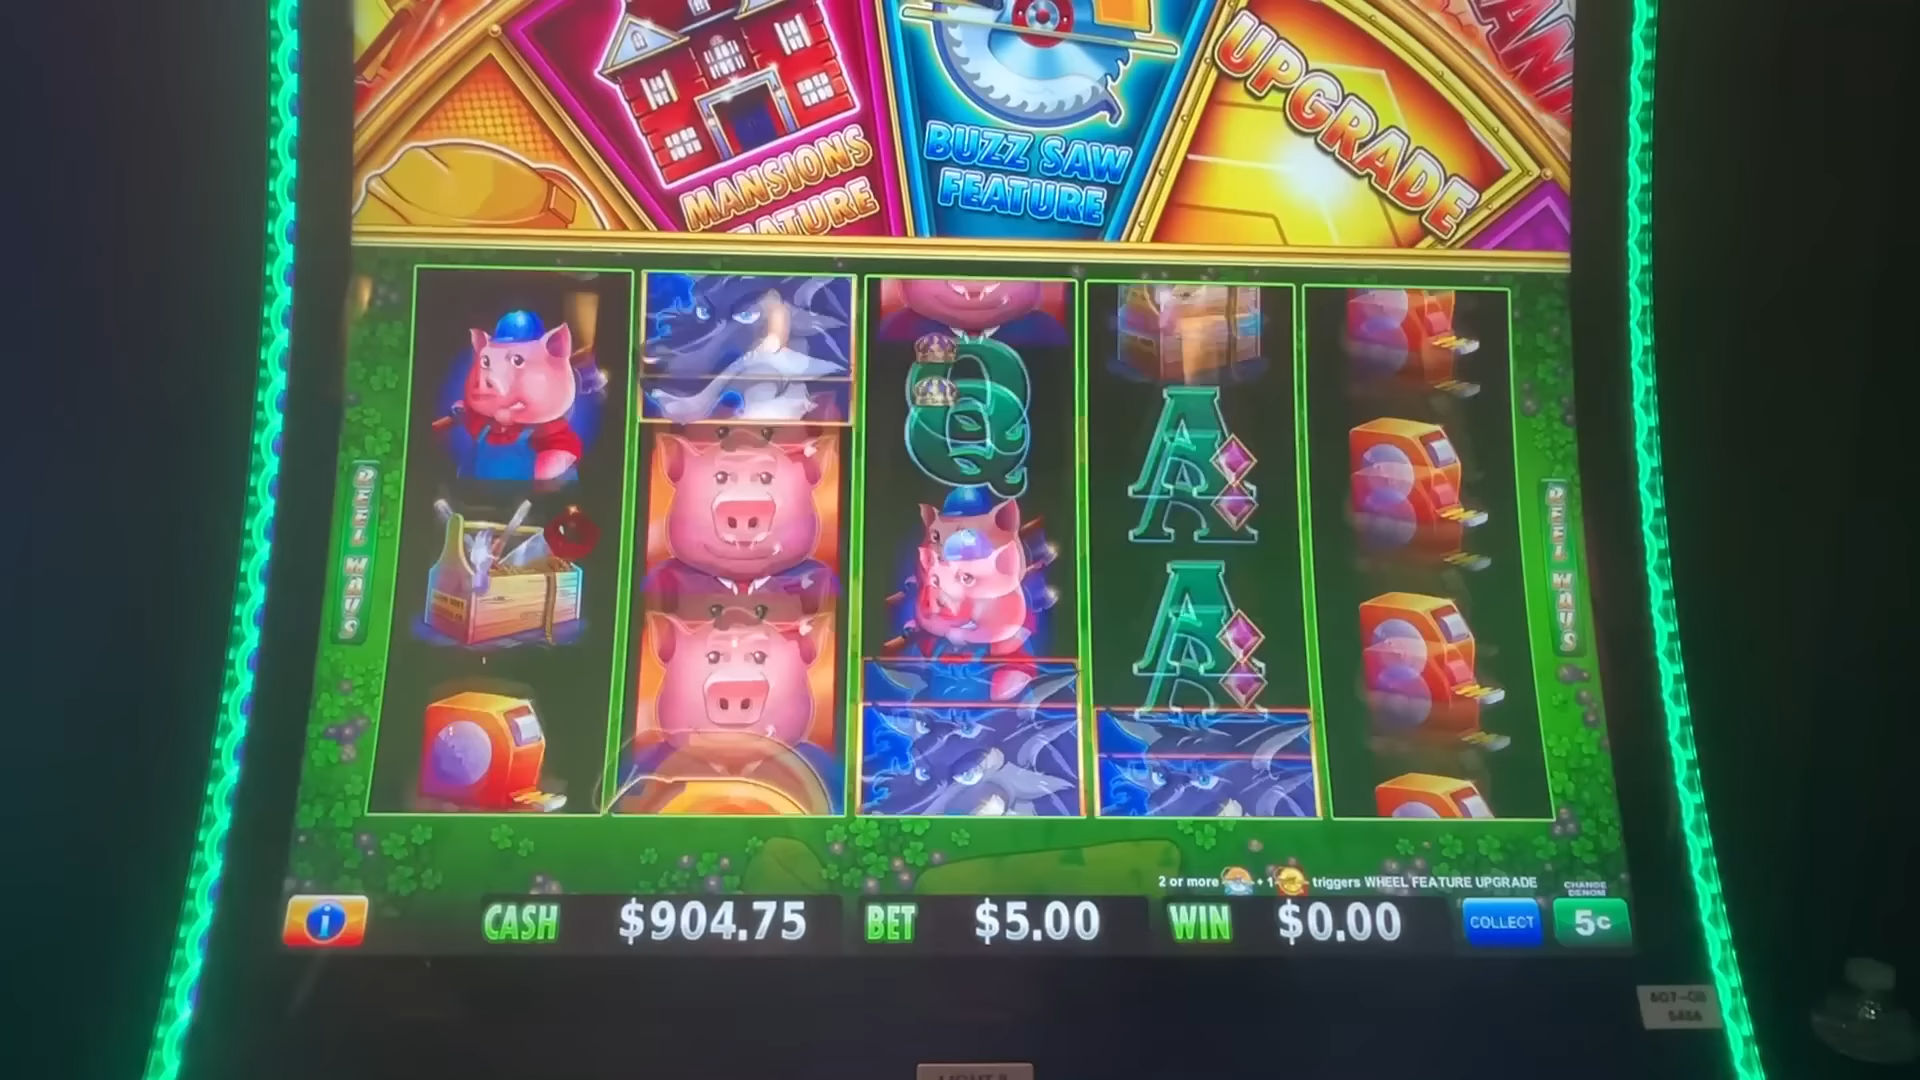 MANSIONS
FEATURE
BUZZ SAW
FEATURE
UPGRADE
REEL WAYS
Q
A
A
REEL WAYS
2 or more + 1 triggers WHEEL FEATURE UPGRADE
CHANGE
DENOM
CASH $904.75 BET $5.00 WIN $0.00 COLLECT 5¢